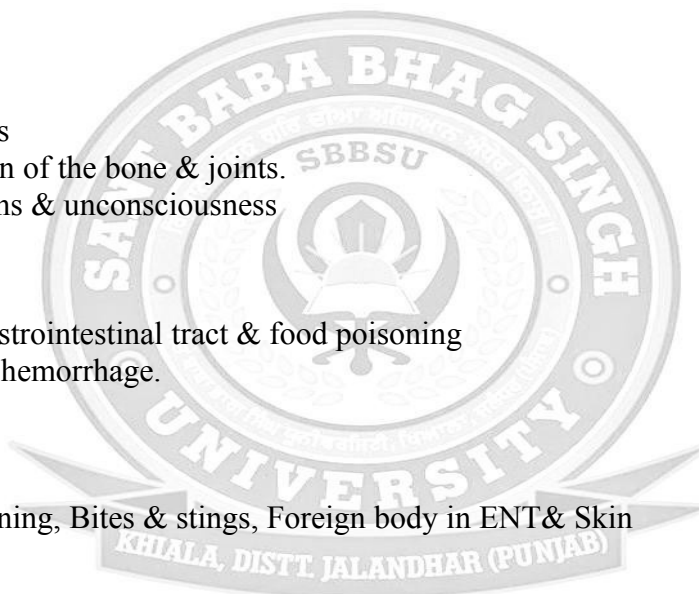 s
n of the bone & joints.
ns & unconsciousness
strointestinal tract & food poisoning
hemorrhage.
ning, Bites & stings, Foreign body in ENT& Skin
SANT BABA BHAG SINGH
SBBSU
UNIVERSITY
KHIALA, DISTT. JALANDHAR (PUNJAB)